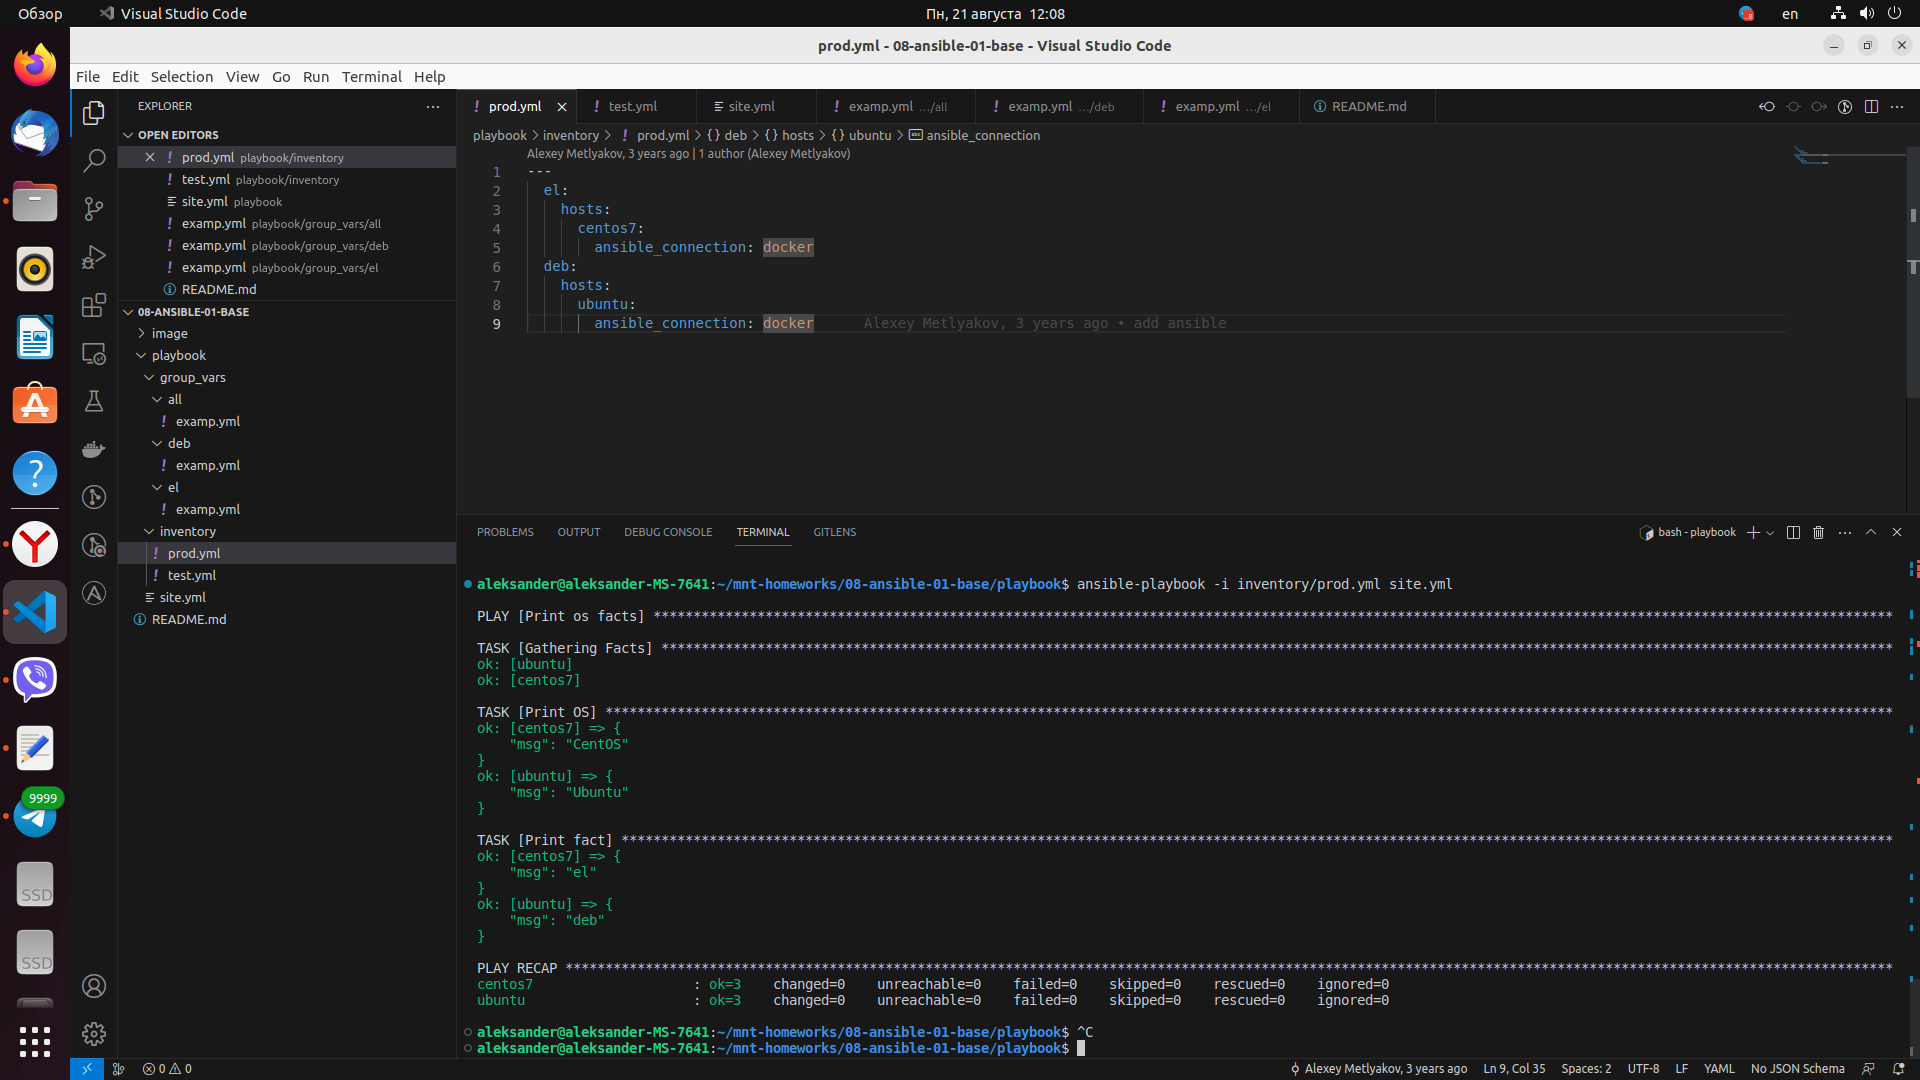 Обзор
Visual Studio Code
Пн, 21 августа 12:08
en
prod.yml - 08-ansible-01-base - Visual Studio Code
File Edit Selection View Go Run Terminal Help
EXPLORER
OPEN EDITORS
prod.yml playbook/inventory
test.yml playbook/inventory
site.yml playbook
examp.yml playbook/group_vars/all
examp.yml playbook/group_vars/deb
examp.yml playbook/group_vars/el
README.md
08-ANSIBLE-01-BASE
image
playbook
group_vars
all
examp.yml
deb
examp.yml
el
examp.yml
inventory
prod.yml
test.yml
site.yml
README.md
prod.yml
test.yml
site.yml
examp.yml .../all
examp.yml .../deb
examp.yml .../el
README.md
playbook > inventory > ! prod.yml > {} deb > {} hosts > {} ubuntu > ansible_connection
Alexey Metlyakov, 3 years ago | 1 author (Alexey Metlyakov)
1 ---
2 el:
3 hosts:
4 centos7:
5 ansible_connection: docker
6 deb:
7 hosts:
8 ubuntu:
9 ansible_connection: docker Alexey Metlyakov, 3 years ago • add ansible
PROBLEMS OUTPUT DEBUG CONSOLE TERMINAL GITLENS
bash - playbook
aleksander@aleksander-MS-7641:~/mnt-homeworks/08-ansible-01-base/playbook$ ansible-playbook -i inventory/prod.yml site.yml
PLAY [Print os facts] ***********************************************************************************************************************************************************
TASK [Gathering Facts] **********************************************************************************************************************************************************
ok: [ubuntu]
ok: [centos7]
TASK [Print OS] *****************************************************************************************************************************************************************
ok: [centos7] => {
"msg": "CentOS"
}
ok: [ubuntu] => {
"msg": "Ubuntu"
}
TASK [Print fact] ***************************************************************************************************************************************************************
ok: [centos7] => {
"msg": "el"
}
ok: [ubuntu] => {
"msg": "deb"
}
PLAY RECAP **********************************************************************************************************************************************************************
centos7 : ok=3 changed=0 unreachable=0 failed=0 skipped=0 rescued=0 ignored=0
ubuntu : ok=3 changed=0 unreachable=0 failed=0 skipped=0 rescued=0 ignored=0
aleksander@aleksander-MS-7641:~/mnt-homeworks/08-ansible-01-base/playbook$ ^C
aleksander@aleksander-MS-7641:~/mnt-homeworks/08-ansible-01-base/playbook$
9999
SSD
SSD
0 0
Alexey Metlyakov, 3 years ago
Ln 9, Col 35
Spaces: 2
UTF-8
LF
YAML
No JSON Schema